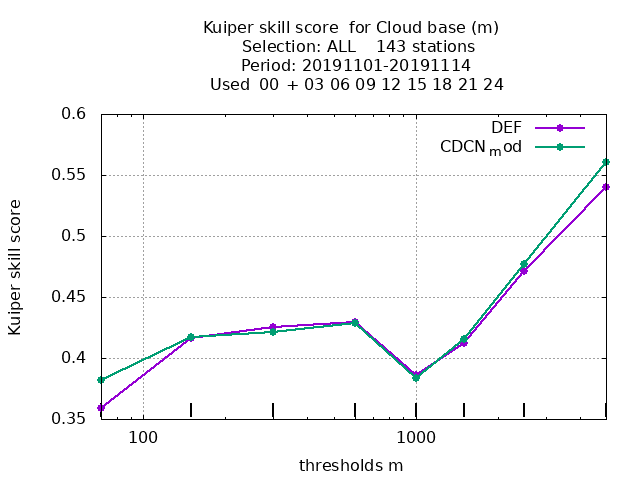 Kuiper skill score  for Cloud base (m)
Selection: ALL    143 stations
Period: 20191101-20191114
Used  00 + 03 06 09 12 15 18 21 24
DEF
CDCN_mod
0.6
0.55
0.5
0.45
0.4
0.35
Kuiper skill score
100 1000
thresholds m